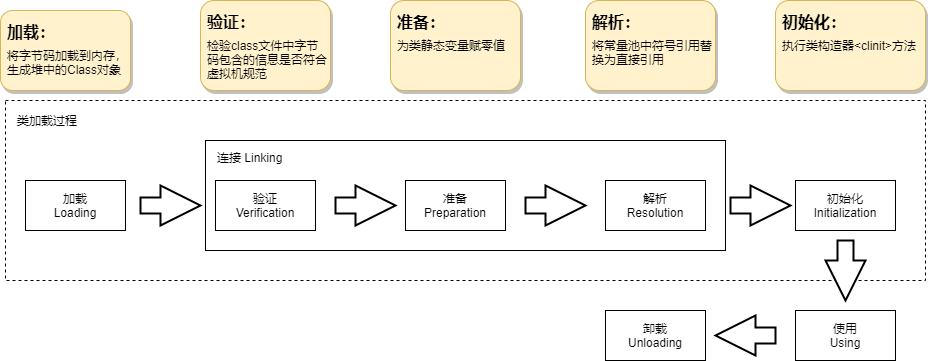 加载：
将字节码加载到内存，
生成堆中的Class对象
验证：
检验class文件中字节
码包含的信息是否符合
虚拟机规范
准备：
为类静态变量赋零值
解析：
将常量池中符号引用替
换为直接引用
初始化：
执行类构造器<clinit>方法
类加载过程
连接 Linking
加载
Loading
验证
Verification
准备
Preparation
解析
Resolution
初始化
Initialization
卸载
Unloading
使用
Using